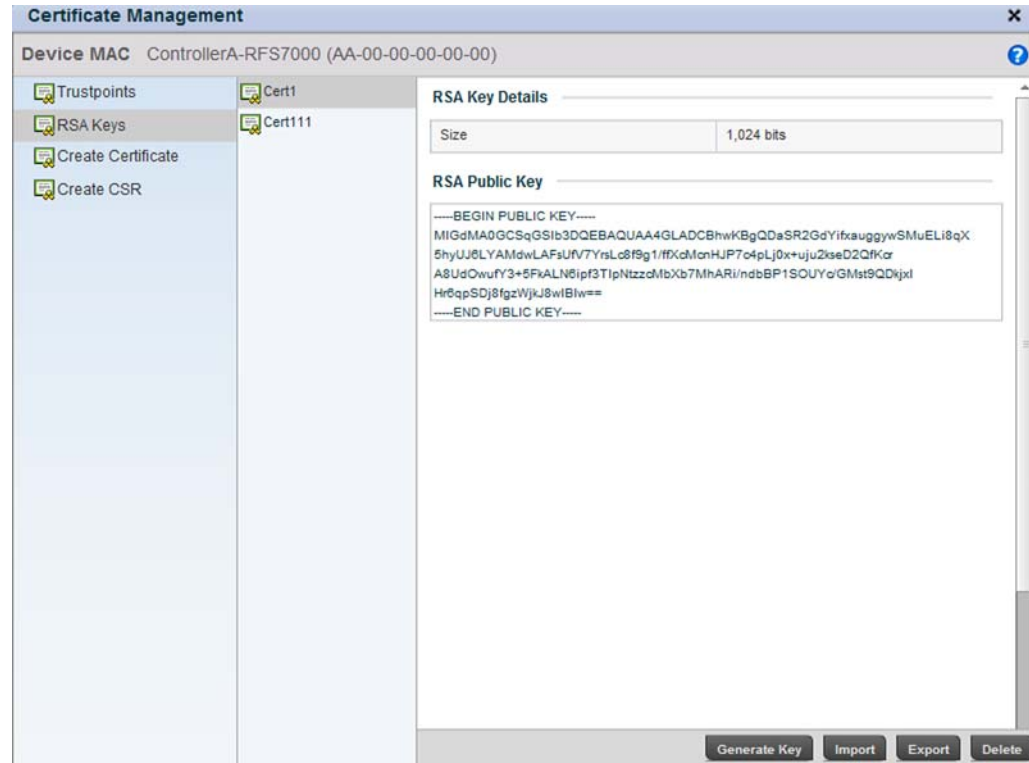 Certificate Management
Device MAC ControllerA-RFS7000 (AA-00-00-00-00-00)
Trustpoints
RSA Keys
Create Certificate
Create CSR
Cert1
Cert111
RSA Key Details
Size 1,024 bits
RSA Public Key
-----BEGIN PUBLIC KEY-----
MIGdMA0GCSqGSIb3DQEBAQUAA4GLADCBhwKBgQDaSR2GdYifxauggywSMuELi8qX
5hyUJ6LYAMdwLAFsUfV7YrsLc8f9g1/ffXcMcnHJP7c4pLj0x+uju2kseD2QfKcr
A8UdOwufY3+5FkALN6ipf3TIpNtzzcMbXb7MhARi/ndbBP1SOUYc/GMst9QDkjxl
Hr6qpSDj8fgzWjkJ8wIBIw==
-----END PUBLIC KEY-----
Generate Key Import Export Delete